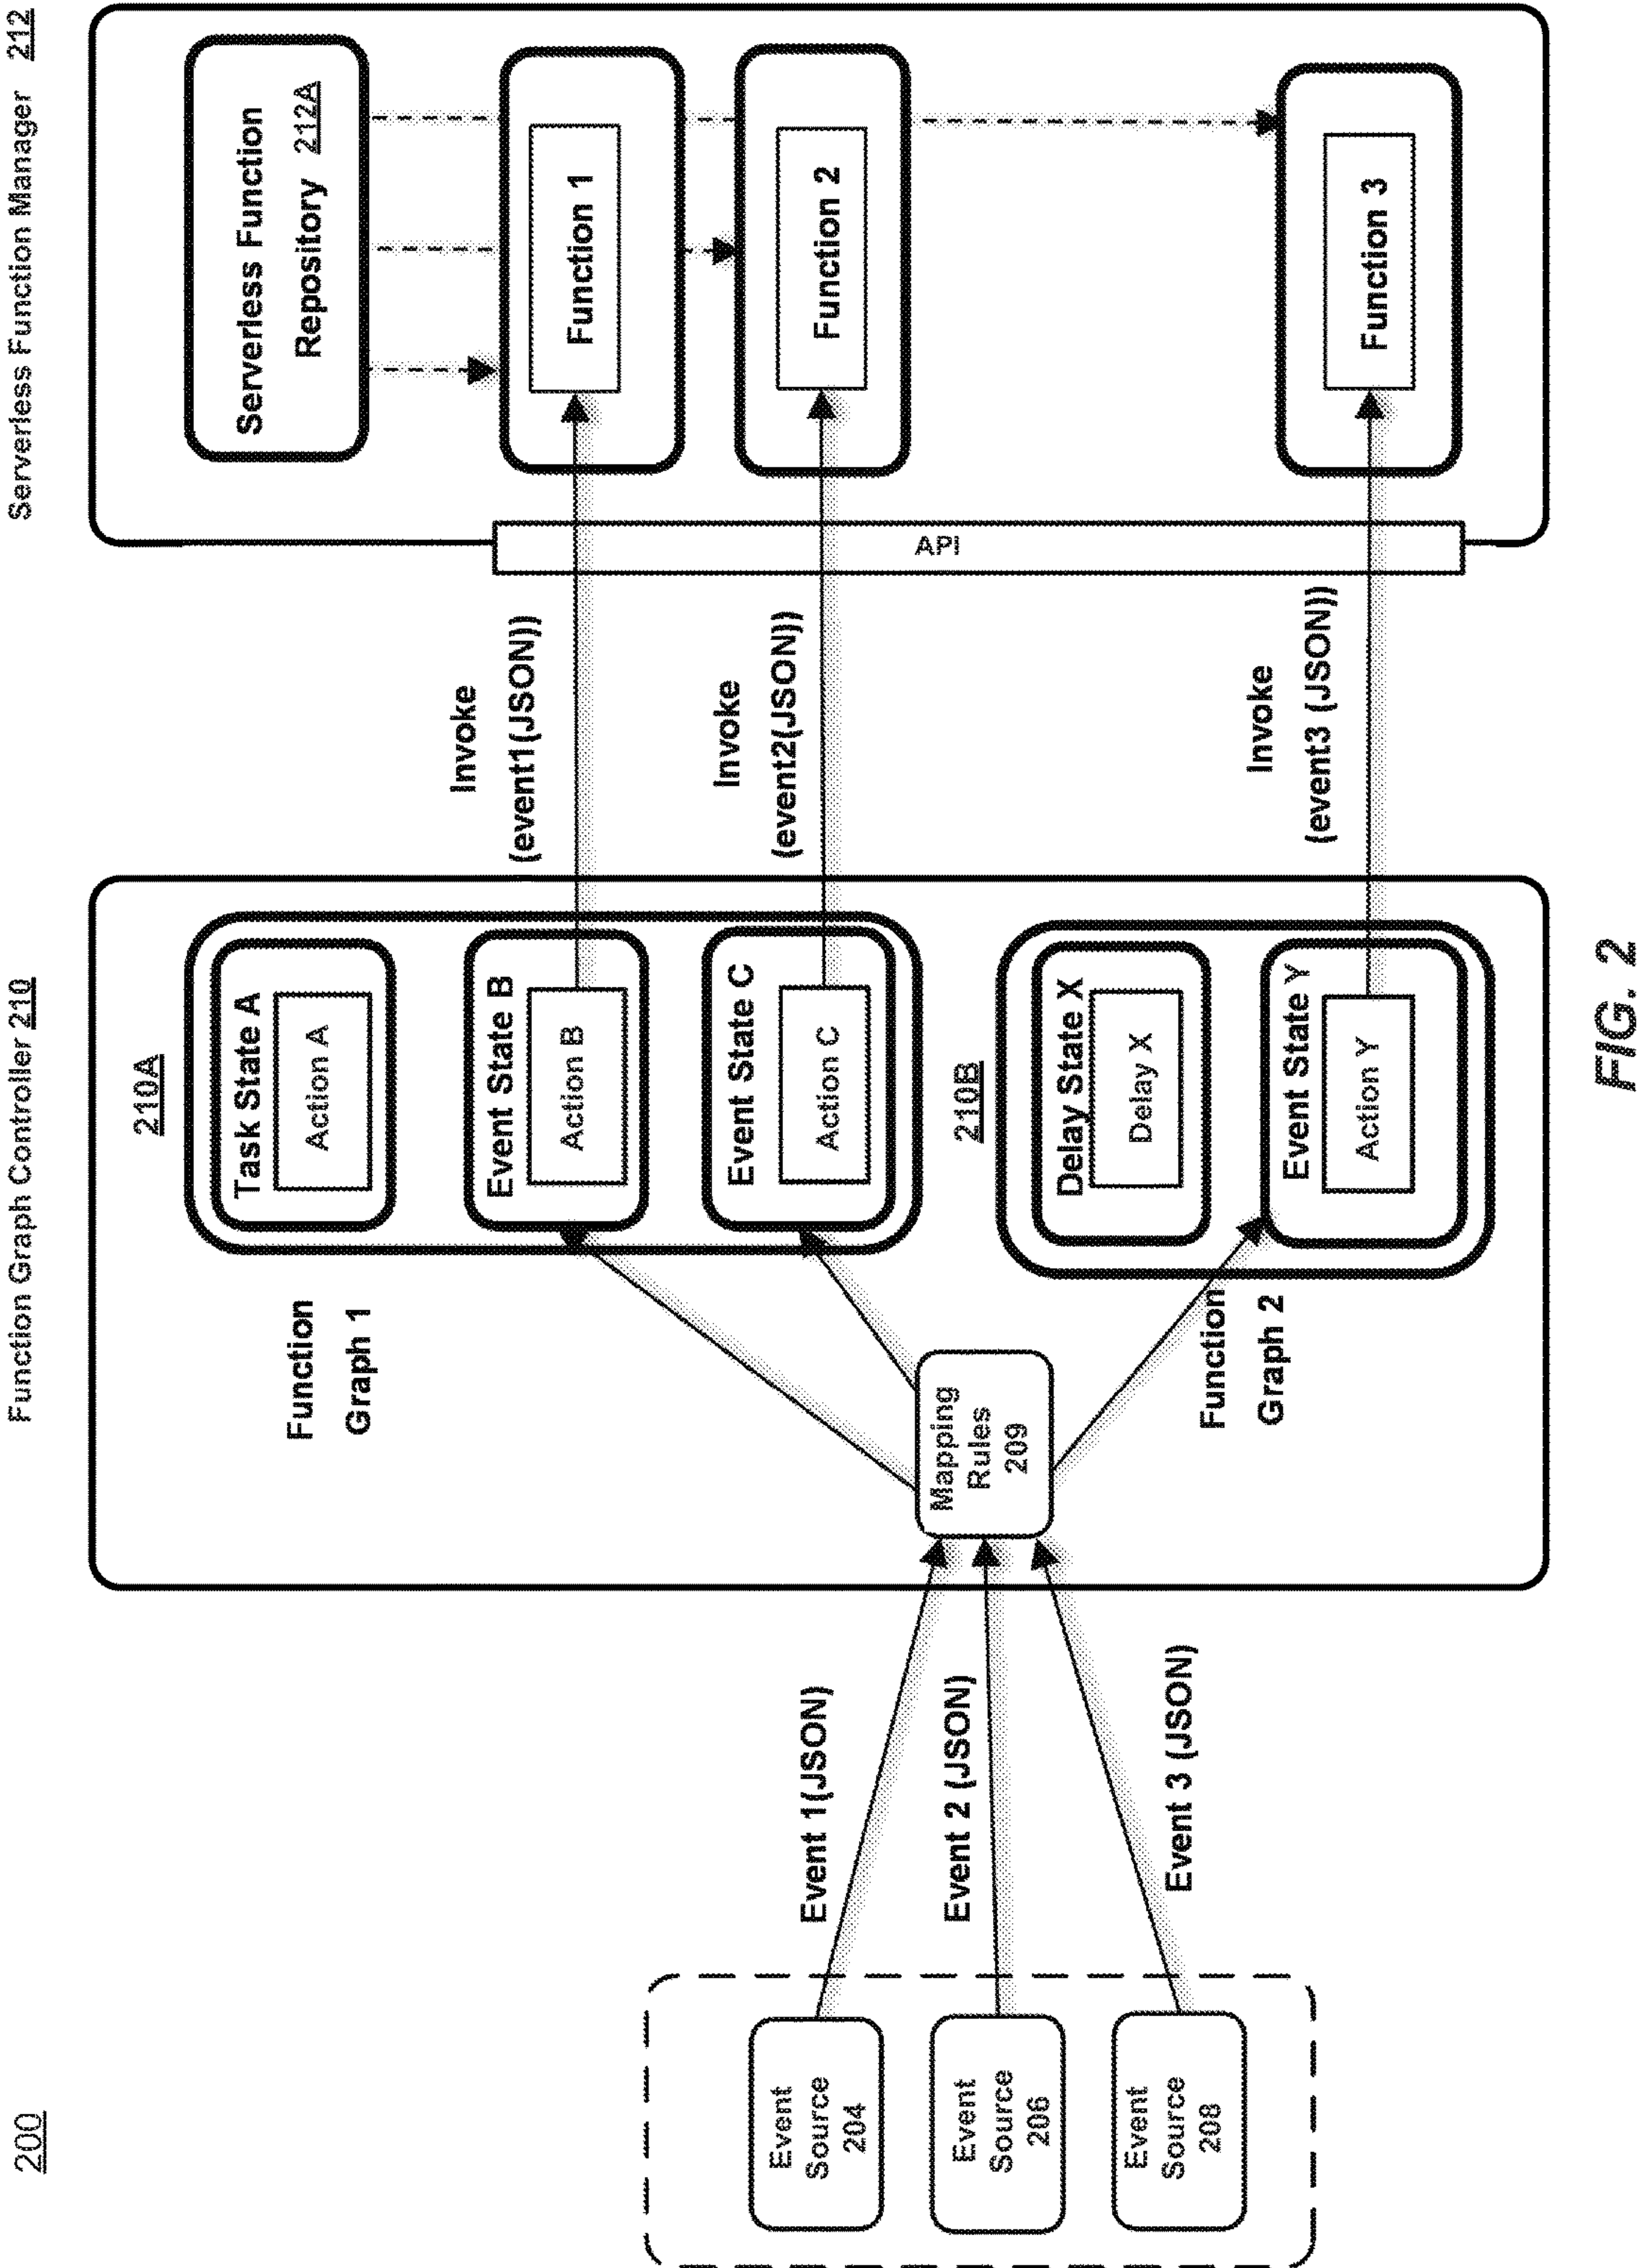 200
Function Graph Controller 210
Serverless Function Manager 212
Event
Source
204
Event
Source
206
Event
Source
208
Event 1(JSON)
Event 2 (JSON)
Event 3 (JSON)
Mapping
Rules
209
Function
Graph 1
210A
Task State A
Action A
Event State B
Action B
Event State C
Action C
Function
Graph 2
210B
Delay State X
Delay X
Event State Y
Action Y
Invoke
(event1(JSON))
Invoke
(event2(JSON))
Invoke
(event3 (JSON))
API
Serverless Function
Repository 212A
Function 1
Function 2
Function 3
FIG. 2